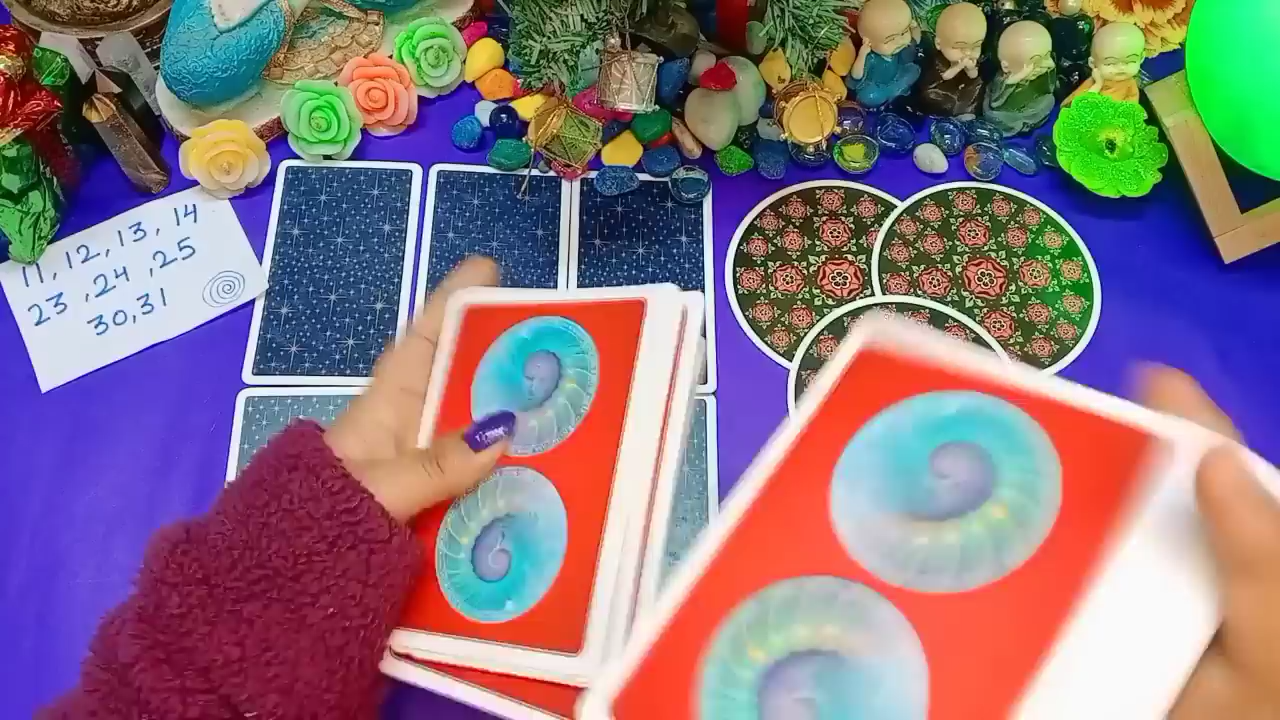 11, 12, 13, 14
23, 24, 25
30, 31